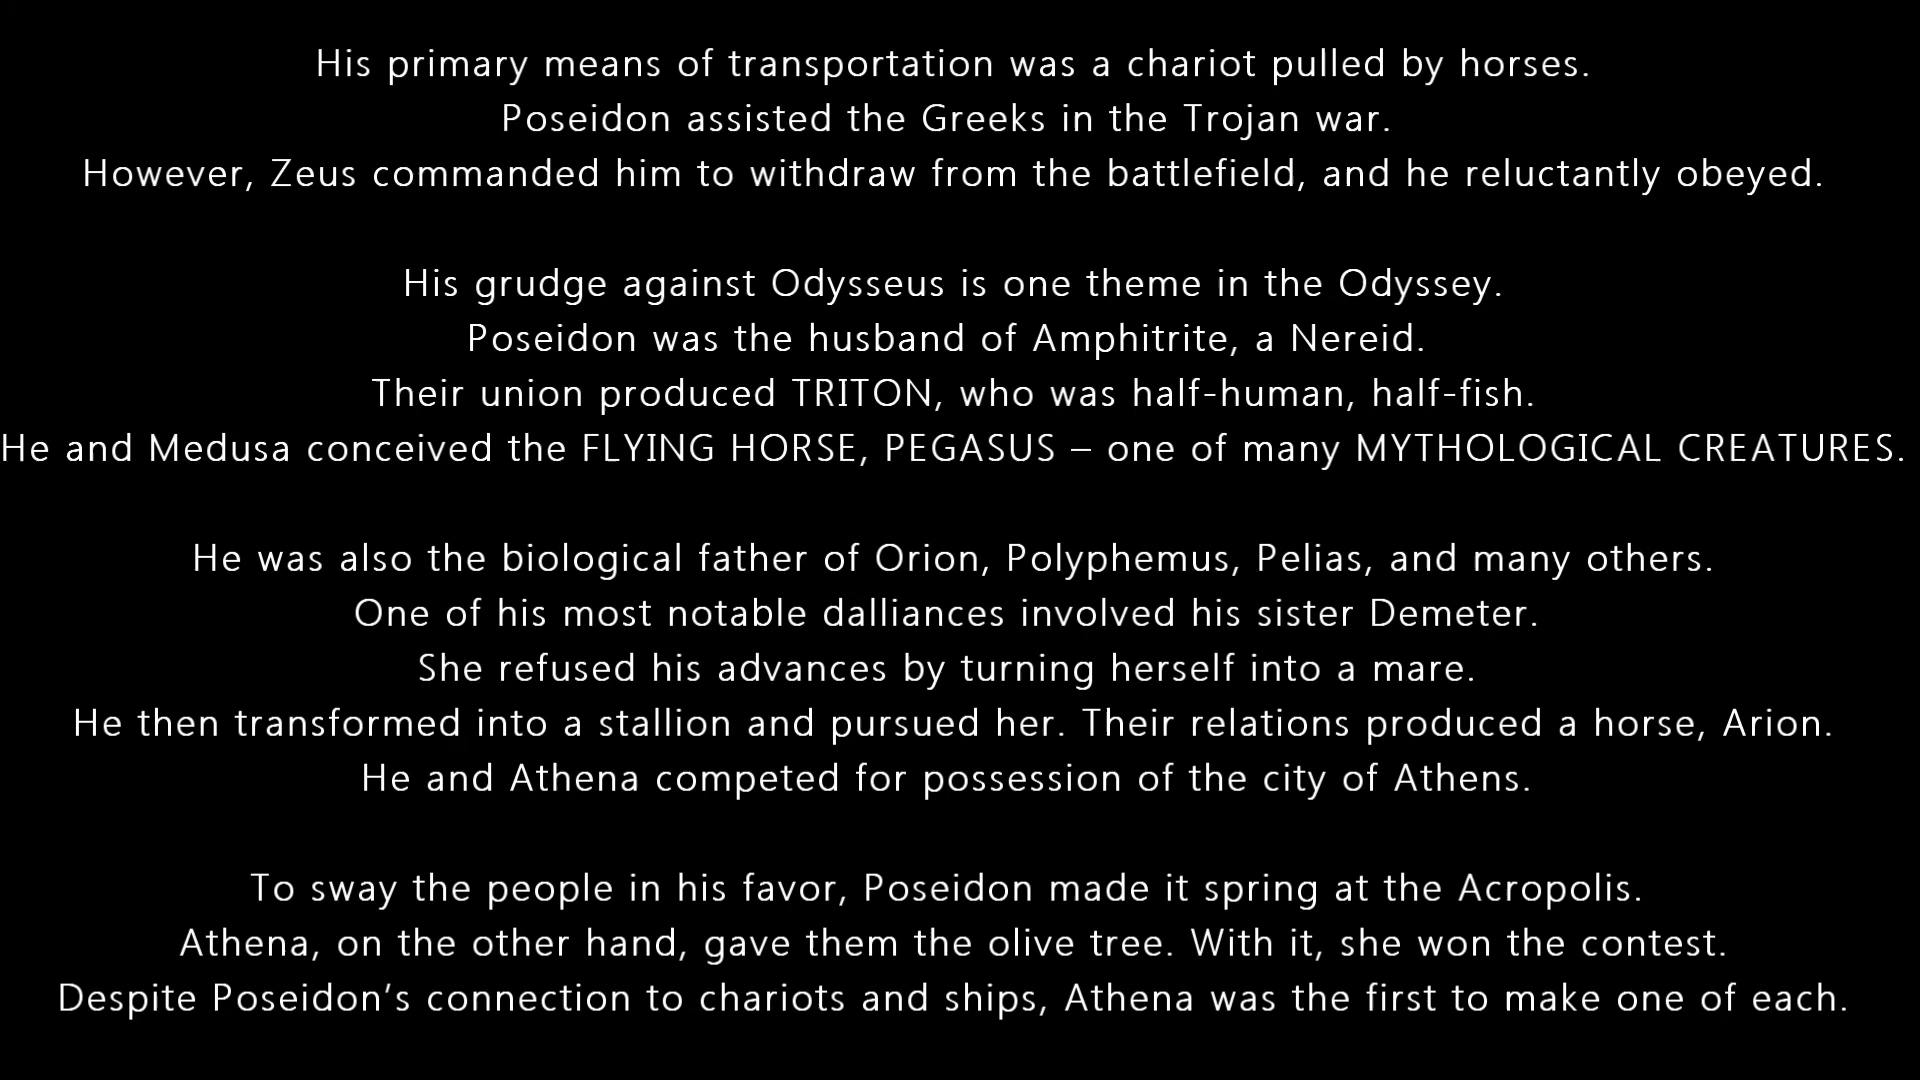 His primary means of transportation was a chariot pulled by horses.
Poseidon assisted the Greeks in the Trojan war.
However, Zeus commanded him to withdraw from the battlefield, and he reluctantly obeyed.
His grudge against Odysseus is one theme in the Odyssey.
Poseidon was the husband of Amphitrite, a Nereid.
Their union produced TRITON, who was half-human, half-fish.
He and Medusa conceived the FLYING HORSE, PEGASUS – one of many MYTHOLOGICAL CREATURES.
He was also the biological father of Orion, Polyphemus, Pelias, and many others.
One of his most notable dalliances involved his sister Demeter.
She refused his advances by turning herself into a mare.
He then transformed into a stallion and pursued her. Their relations produced a horse, Arion.
He and Athena competed for possession of the city of Athens.
To sway the people in his favor, Poseidon made it spring at the Acropolis.
Athena, on the other hand, gave them the olive tree. With it, she won the contest.
Despite Poseidon’s connection to chariots and ships, Athena was the first to make one of each.